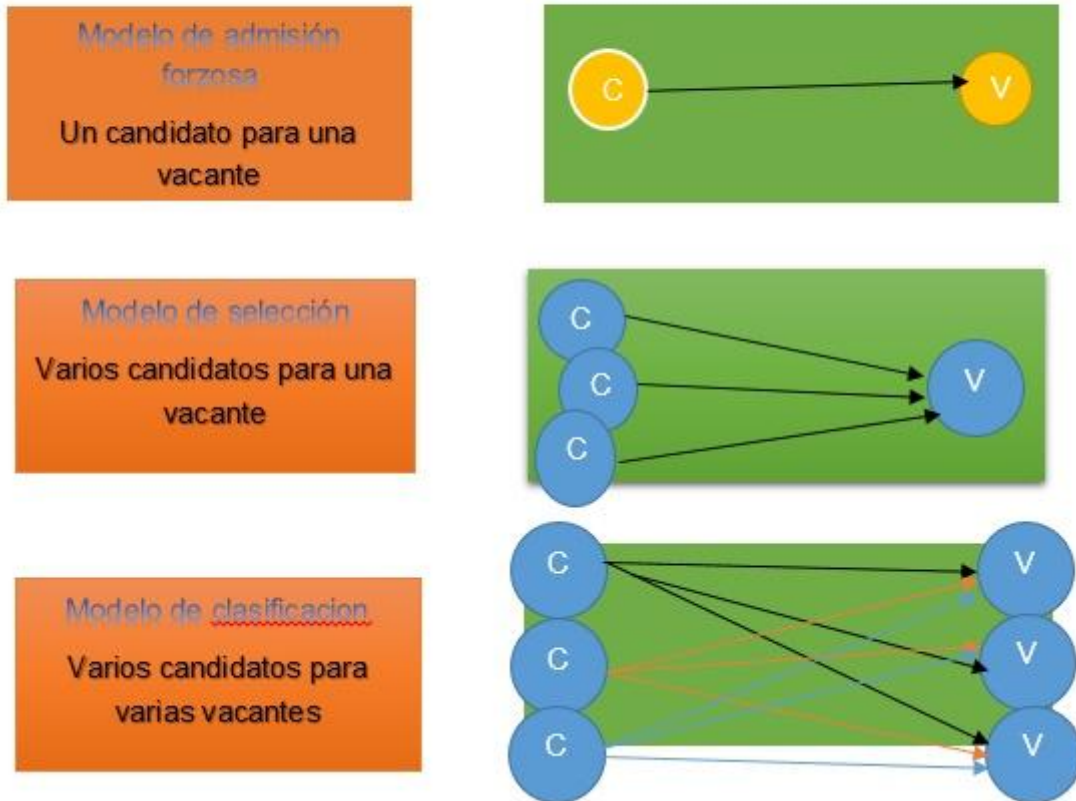 Modelo de admisión
forzosa
Un candidato para una
vacante
C
V
Modelo de selección
Varios candidatos para una
vacante
C
C
C
V
Modelo de clasificacion
Varios candidatos para
varias vacantes
C
C
C
V
V
V